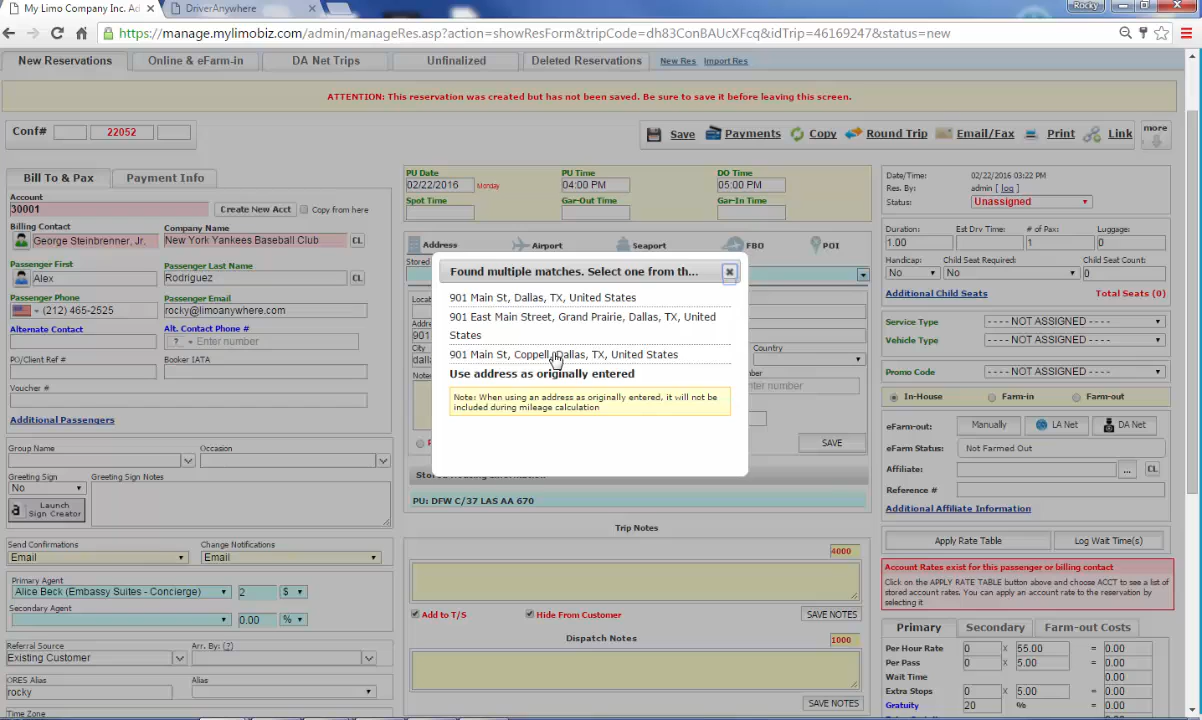 My Limo Company Inc. Ad
DriverAnywhere
Rocky
https://manage.mylimobiz.com/admin/manageRes.asp?action=showResForm&tripCode=dh83ConBAUcXFcq&idTrip=46169247&status=new
New Reservations Online & eFarm-in DA Net Trips Unfinalized Deleted Reservations New Res Import Res
ATTENTION: This reservation was created but has not been saved. Be sure to save it before leaving this screen.
Conf# 22052
Save Payments Copy Round Trip Email/Fax Print Link more
Bill To & Pax Payment Info
Account
30001 Create New Acct Copy from here
Billing Contact Company Name
George Steinbrenner, Jr. New York Yankees Baseball Club CL
Passenger First Passenger Last Name
Alex Rodriguez CL
Passenger Phone Passenger Email
+ (212) 465-2525 rocky@limoanywhere.com
Alternate Contact Alt. Contact Phone #
? - Enter number
PO/Client Ref # Booker IATA
Voucher #
Additional Passengers
Group Name Occasion
Greeting Sign Greeting Sign Notes
No
a Launch
Sign Creator
Send Confirmations Change Notifications
Email Email
Primary Agent
Alice Beck (Embassy Suites - Concierge) 2 $
Secondary Agent
0.00 %
Referral Source Arr. By: (?)
Existing Customer
ORES Alias Alias
rocky
Time Zone
PU Date PU Time DO Time
02/22/2016 Monday 04:00 PM 05:00 PM
Spot Time Gar-Out Time Gar-In Time
Address Airport Seaport FBO POI
Stored
Found multiple matches. Select one from th...
901 Main St, Dallas, TX, United States
901 East Main Street, Grand Prairie, Dallas, TX, United
States
901 Main St, Coppell, Dallas, TX, United States
Use address as originally entered
Note: When using an address as originally entered, it will not be
included during mileage calculation
Country
SAVE
PU: DFW C/37 LAS AA 670
Trip Notes
4000
Add to T/S Hide From Customer SAVE NOTES
Dispatch Notes
1000
SAVE NOTES
Date/Time: 02/22/2016 03:22 PM
Res. By: admin [ log ]
Status: Unassigned
Duration: Est Drv Time: # of Pax: Luggage:
1.00 1 0
Handicap: Child Seat Required: Child Seat Count:
No No 0
Additional Child Seats Total Seats (0)
Service Type - - - - NOT ASSIGNED - - - -
Vehicle Type - - - - NOT ASSIGNED - - - -
Promo Code - - - - NOT ASSIGNED - - - -
In-House Farm-in Farm-out
eFarm-out: Manually LA Net DA Net
eFarm Status: Not Farmed Out
Affiliate: ... CL
Reference #
Additional Affiliate Information
Apply Rate Table Log Wait Time(s)
Account Rates exist for this passenger or billing contact
Click on the APPLY RATE TABLE button above and choose ACCT to see a list of
stored account rates. You can apply an account rate to the reservation by
selecting it
Primary Secondary Farm-out Costs
Per Hour Rate 0 x 55.00 = 0.00
Per Pass 0 x 5.00 = 0.00
Wait Time = 0.00
Extra Stops 0 x 5.00 = 0.00
Gratuity 20 % = 0.00